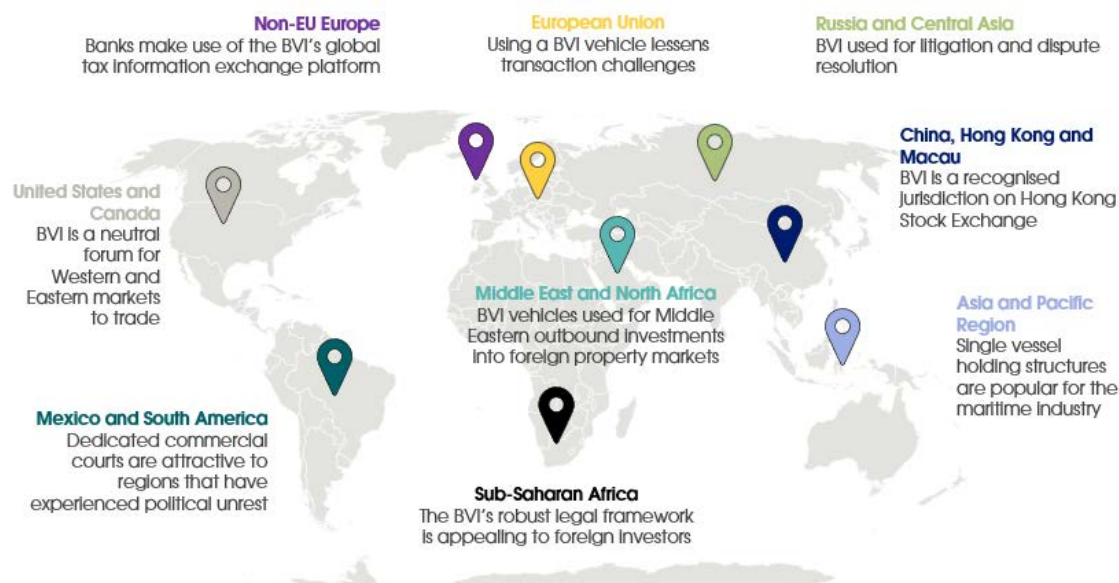 Non-EU Europe
Banks make use of the BVI's global
tax information exchange platform
European Union
Using a BVI vehicle lessens
transaction challenges
Russia and Central Asia
BVI used for litigation and dispute
resolution
China, Hong Kong and
Macau
BVI is a recognised
jurisdiction on Hong Kong
Stock Exchange
United States and
Canada
BVI is a neutral
forum for
Western and
Eastern markets
to trade
Middle East and North Africa
BVI vehicles used for Middle
Eastern outbound investments
into foreign property markets
Asia and Pacific
Region
Single vessel
holding structures
are popular for the
maritime industry
Mexico and South America
Dedicated commercial
courts are attractive to
regions that have
experienced political unrest
Sub-Saharan Africa
The BVI's robust legal framework
is appealing to foreign investors